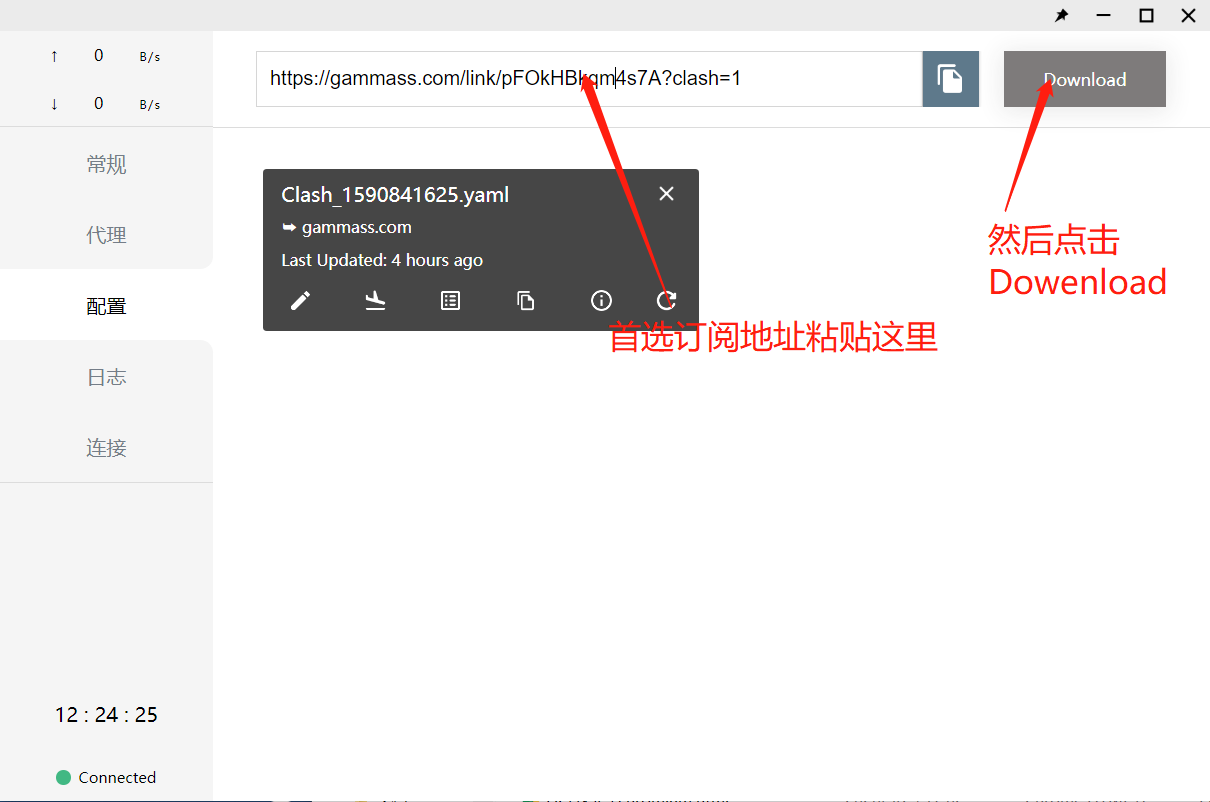 ↑ 0 B/s
↓ 0 B/s
常规
代理
配置
日志
连接
12 : 24 : 25
Connected
https://gammass.com/link/pFOkHBkqm4s7A?clash=1
Download
Clash_1590841625.yaml
gammass.com
Last Updated: 4 hours ago
首选订阅地址粘贴这里
然后点击
Dowenload